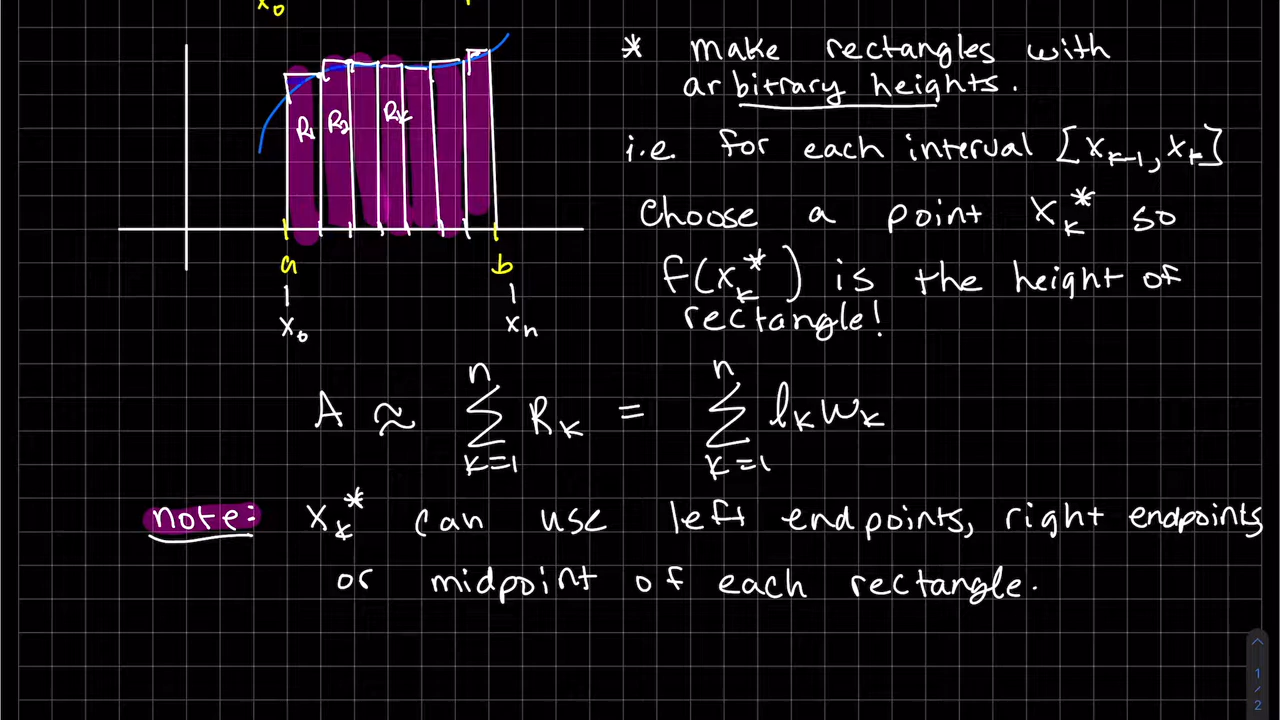 x₀
* make rectangles with
arbitrary heights.
i.e. for each interval [xₖ₋₁, xₖ]
Choose a point xₖ* so
f(xₖ*) is the height of
rectangle!
R₁ R₂ Rₖ
a b
x₀ xₙ
A ≈ ∑ₖ₌₁ⁿ Rₖ = ∑ₖ₌₁ⁿ lₖwₖ
note: xₖ* can use left endpoints, right endpoints
or midpoint of each rectangle.
1
/
2